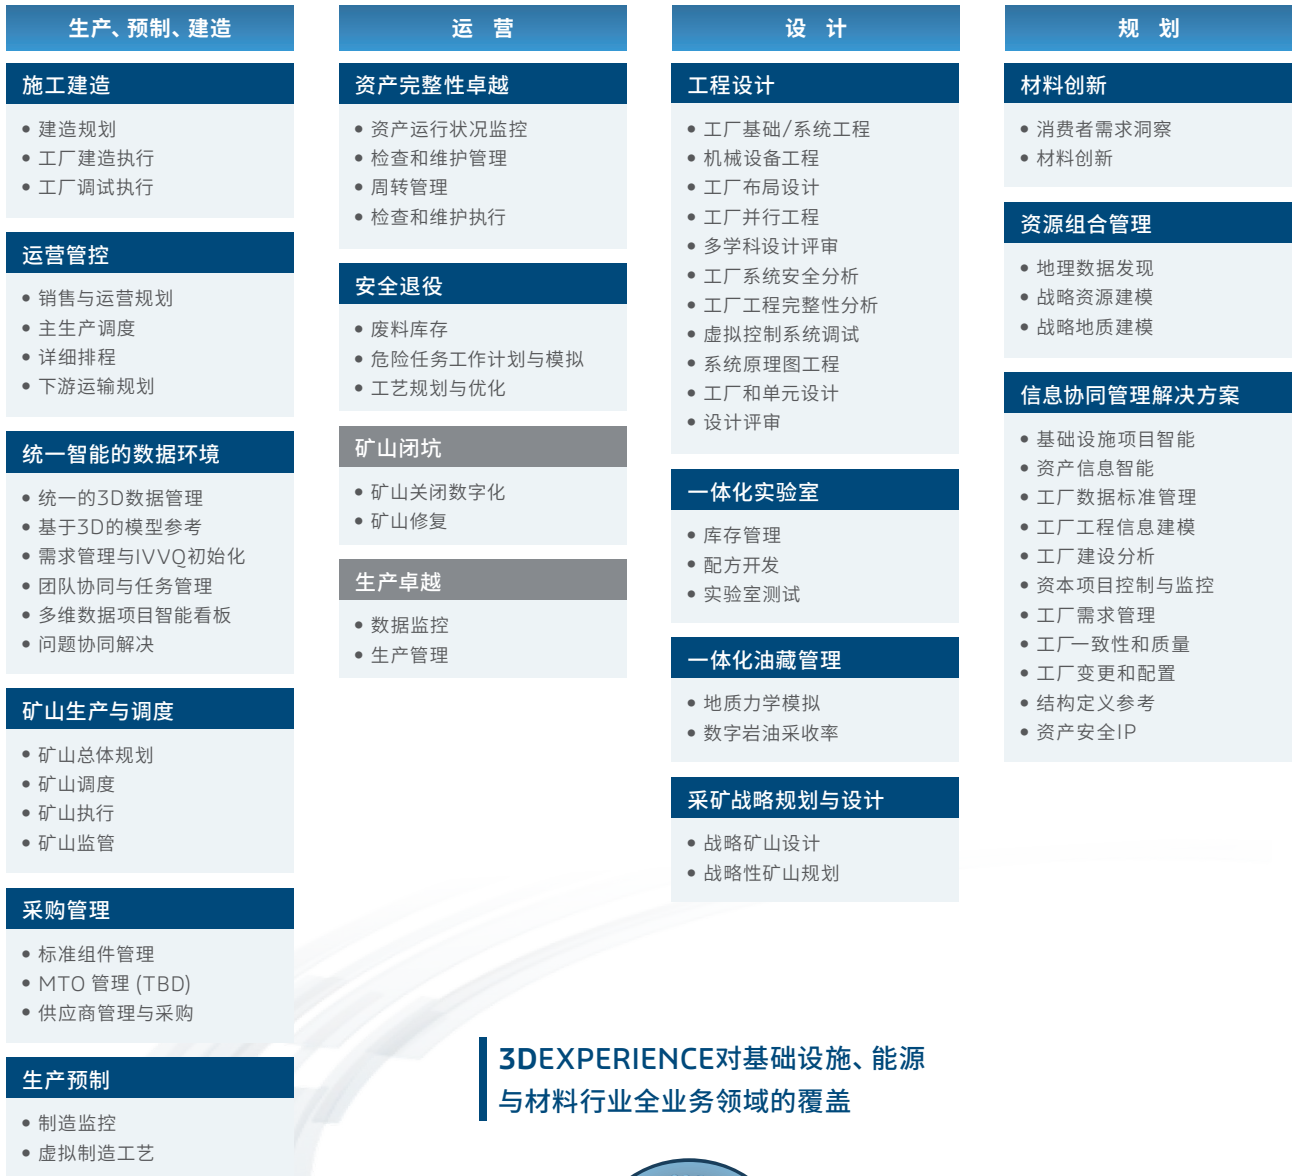 生产、预制、建造
施工建造
建造规划
工厂建造执行
工厂调试执行
运营管控
销售与运营规划
主生产调度
详细排程
下游运输规划
统一智能的数据环境
统一的3D数据管理
基于3D的模型参考
需求管理与IVVQ初始化
团队协同与任务管理
多维数据项目智能看板
问题协同解决
矿山生产与调度
矿山总体规划
矿山调度
矿山执行
矿山监管
采购管理
标准组件管理
MTO 管理 (TBD)
供应商管理与采购
生产预制
制造监控
虚拟制造工艺
运 营
资产完整性卓越
资产运行状况监控
检查和维护管理
周转管理
检查和维护执行
安全退役
废料库存
危险任务工作计划与模拟
工艺规划与优化
矿山闭坑
矿山关闭数字化
矿山修复
生产卓越
数据监控
生产管理
设 计
工程设计
工厂基础/系统工程
机械设备工程
工厂布局设计
工厂并行工程
多学科设计评审
工厂系统安全分析
工厂工程完整性分析
虚拟控制系统调试
系统原理图工程
工厂和单元设计
设计评审
一体化实验室
库存管理
配方开发
实验室测试
一体化油藏管理
地质力学模拟
数字岩油采收率
采矿战略规划与设计
战略矿山设计
战略性矿山规划
规 划
材料创新
消费者需求洞察
材料创新
资源组合管理
地理数据发现
战略资源建模
战略地质建模
信息协同管理解决方案
基础设施项目智能
资产信息智能
工厂数据标准管理
工厂工程信息建模
工厂建设分析
资本项目控制与监控
工厂需求管理
工厂一致性和质量
工厂变更和配置
结构定义参考
资产安全IP
3DEXPERIENCE对基础设施、能源
与材料行业全业务领域的覆盖